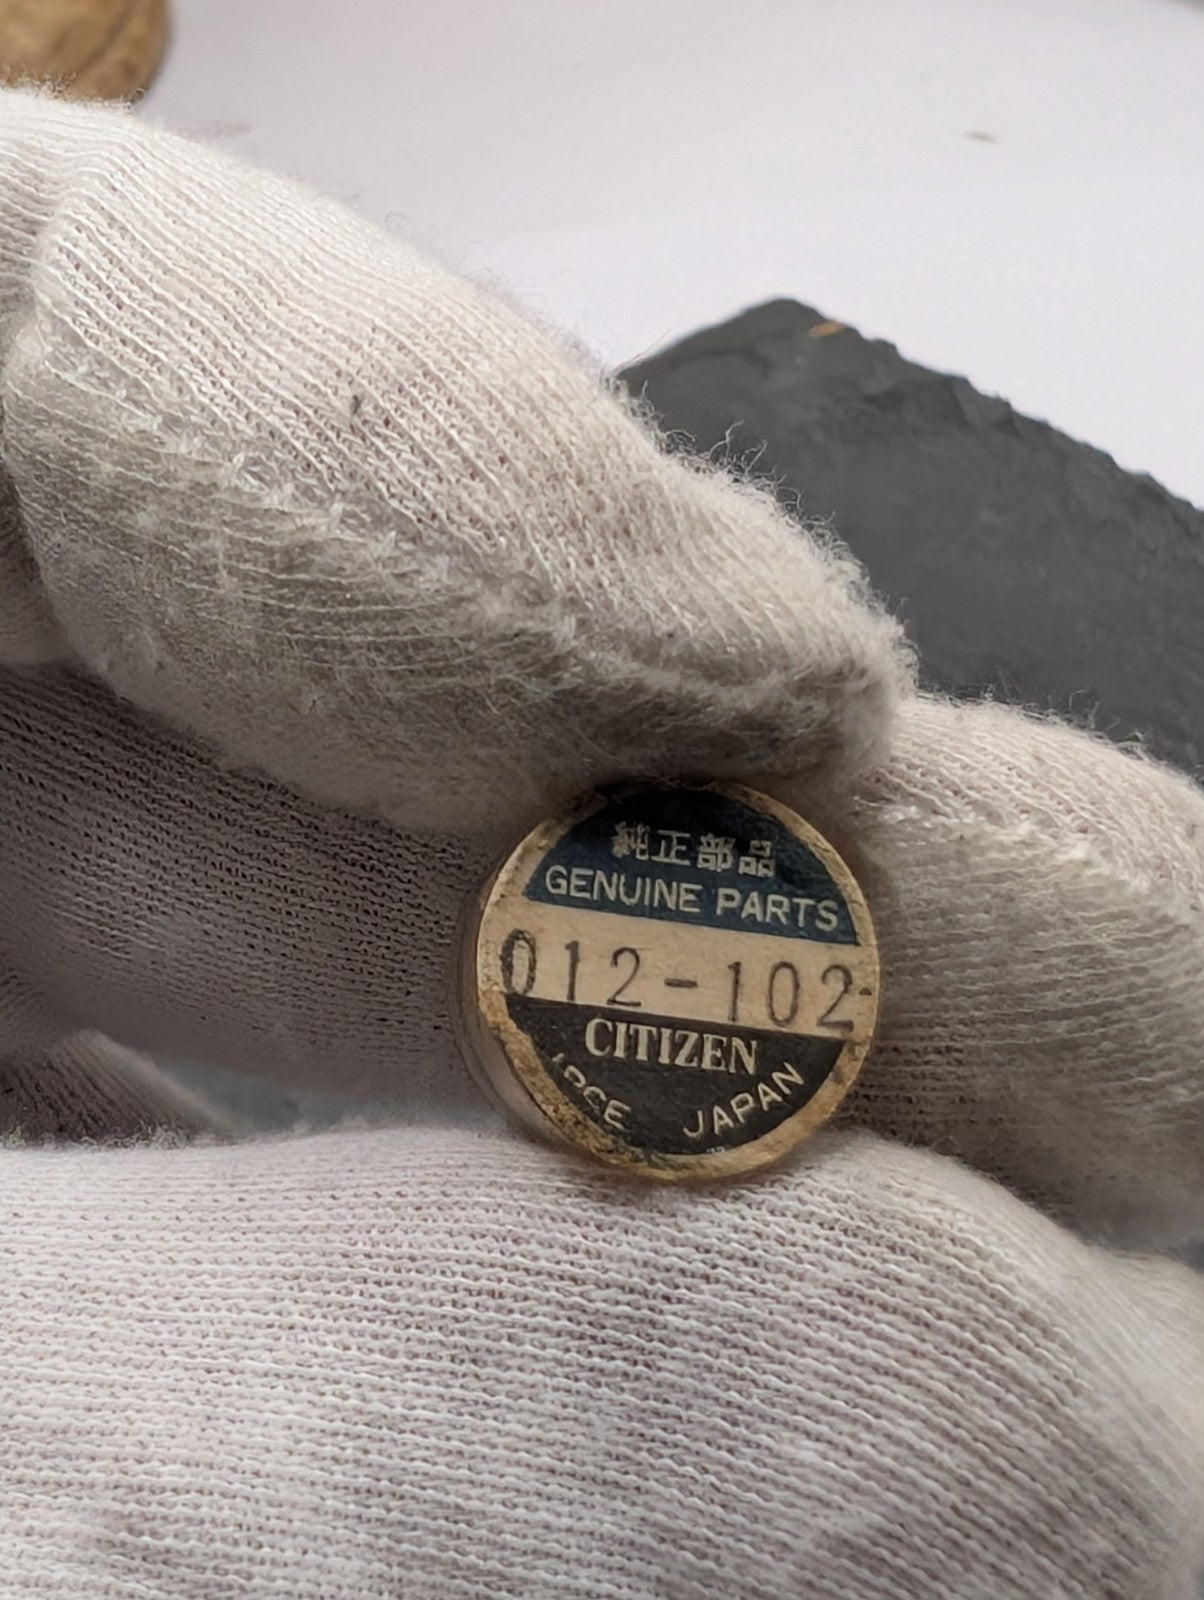 純正部品
GENUINE PARTS
012-102-
CITIZEN
JAPAN